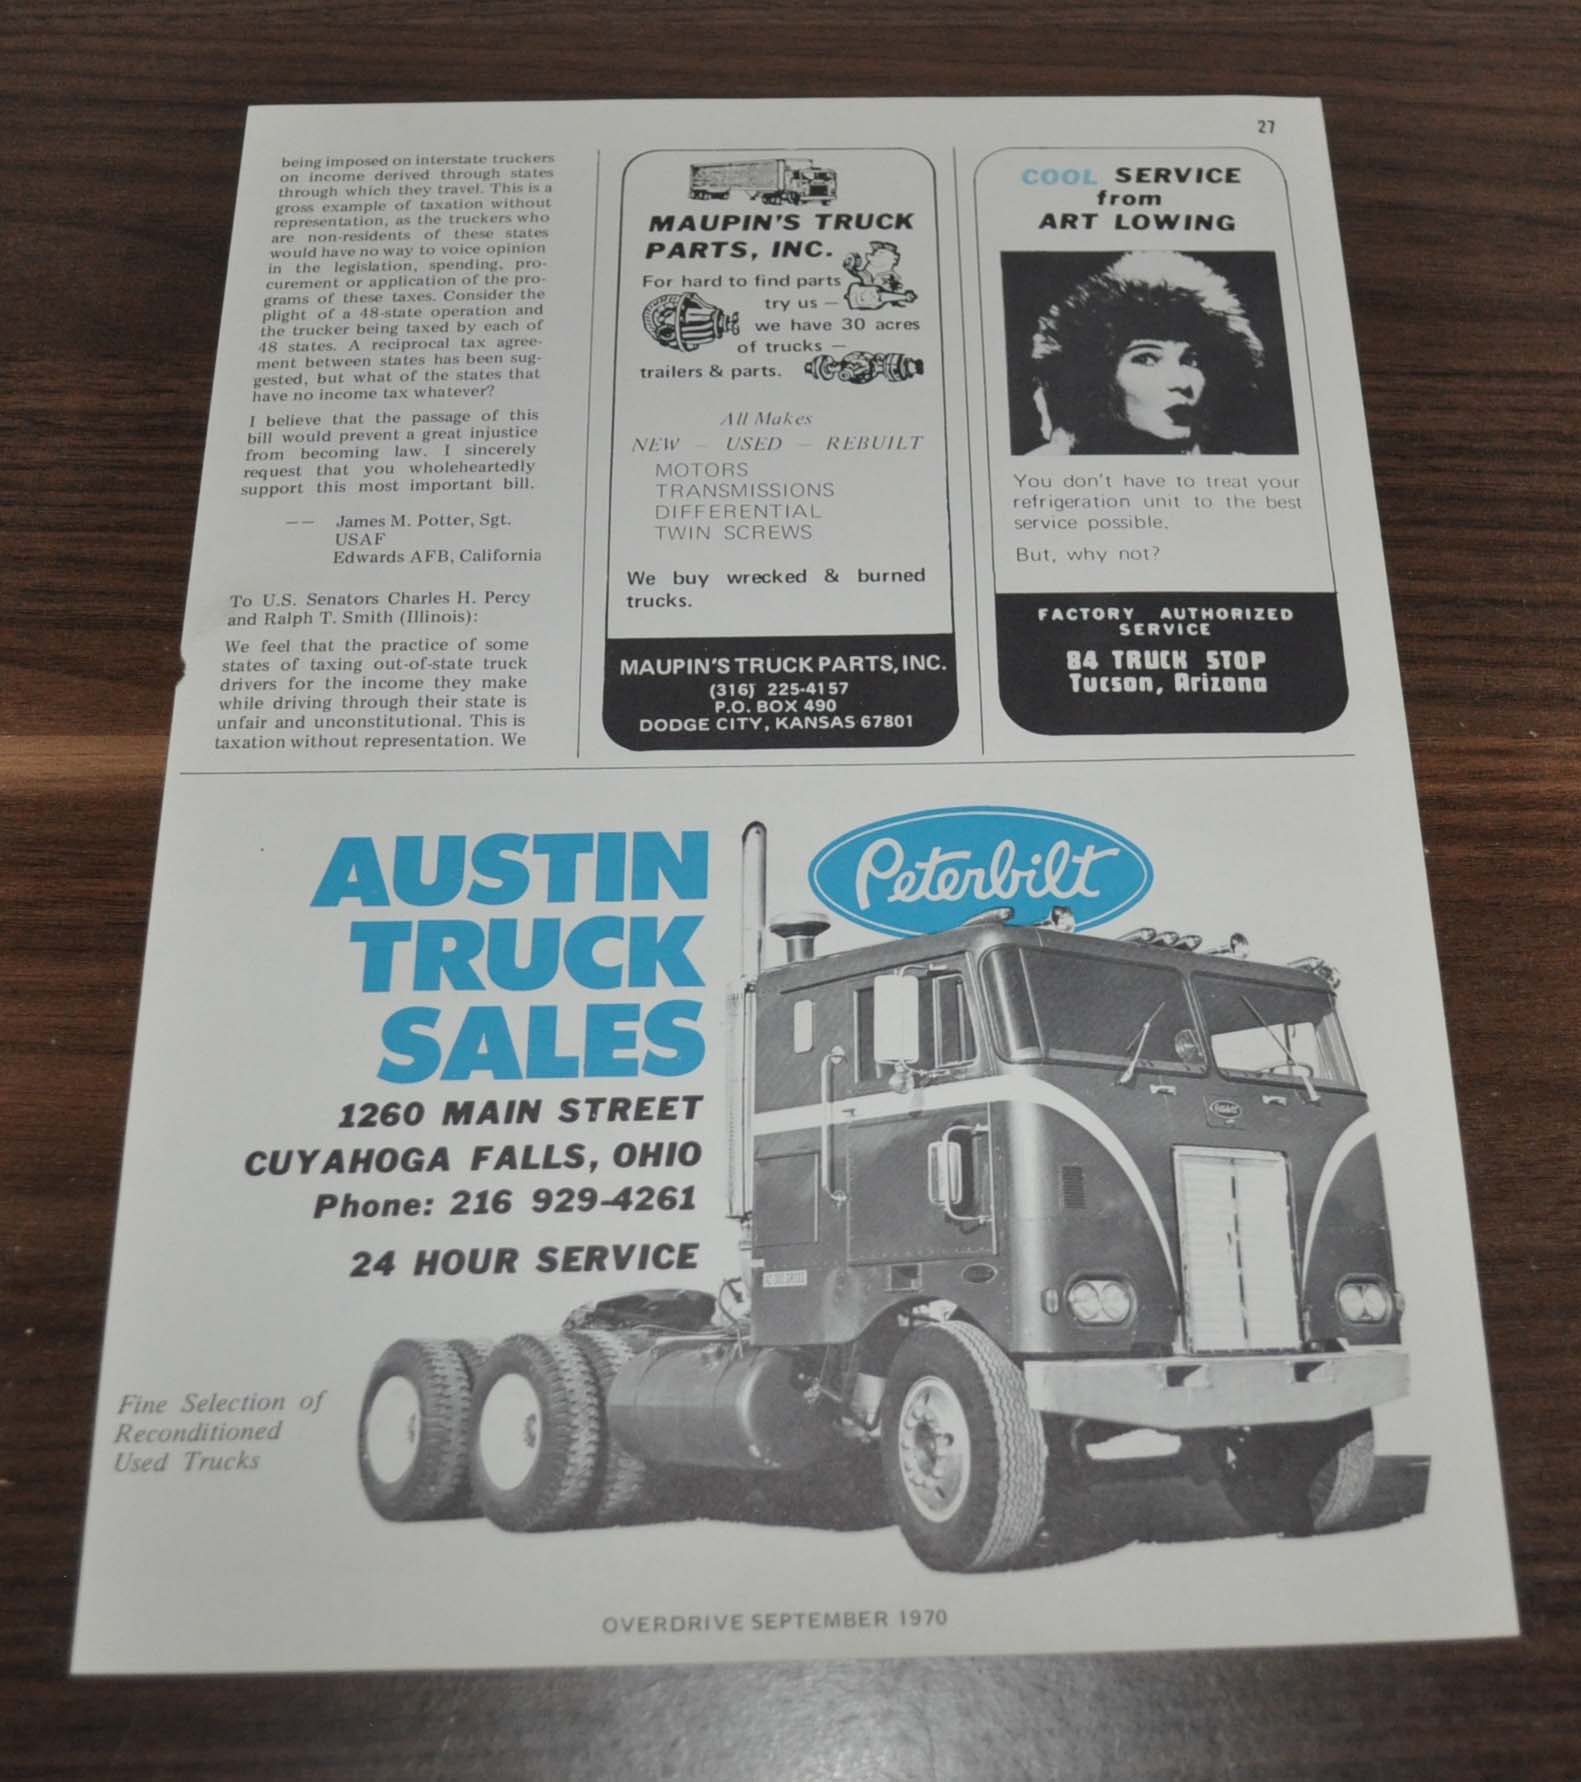 27
being imposed on interstate truckers
on income derived through states
through which they travel. This is a
gross example of taxation without
representation, as the truckers who
are non-residents of these states
would have no way to voice opinion
in the legislation, spending, pro-
curement or application of the pro-
grams of these taxes. Consider the
plight of a 48-state operation and
the trucker being taxed by each of
48 states. A reciprocal tax agree-
ment between states has been sug-
gested, but what of the states that
have no income tax whatever?
I believe that the passage of this
bill would prevent a great injustice
from becoming law. I sincerely
request that you wholeheartedly
support this most important bill.
-- James M. Potter, Sgt.
USAF
Edwards AFB, California
To U.S. Senators Charles H. Percy
and Ralph T. Smith (Illinois):
We feel that the practice of some
states of taxing out-of-state truck
drivers for the income they make
while driving through their state is
unfair and unconstitutional. This is
taxation without representation. We
MAUPIN'S TRUCK
PARTS, INC.
For hard to find parts
try us —
we have 30 acres
of trucks —
trailers & parts.
All Makes
NEW — USED — REBUILT
MOTORS
TRANSMISSIONS
DIFFERENTIAL
TWIN SCREWS
We buy wrecked & burned
trucks.
MAUPIN'S TRUCK PARTS, INC.
(316) 225-4157
P.O. BOX 490
DODGE CITY, KANSAS 67801
COOL SERVICE
from
ART LOWING
You don't have to treat your
refrigeration unit to the best
service possible.
But, why not?
FACTORY AUTHORIZED
SERVICE
84 TRUCK STOP
Tucson, Arizona
AUSTIN
TRUCK
SALES
1260 MAIN STREET
CUYAHOGA FALLS, OHIO
Phone: 216 929-4261
24 HOUR SERVICE
Peterbilt
Fine Selection of
Reconditioned
Used Trucks
OVERDRIVE SEPTEMBER 1970